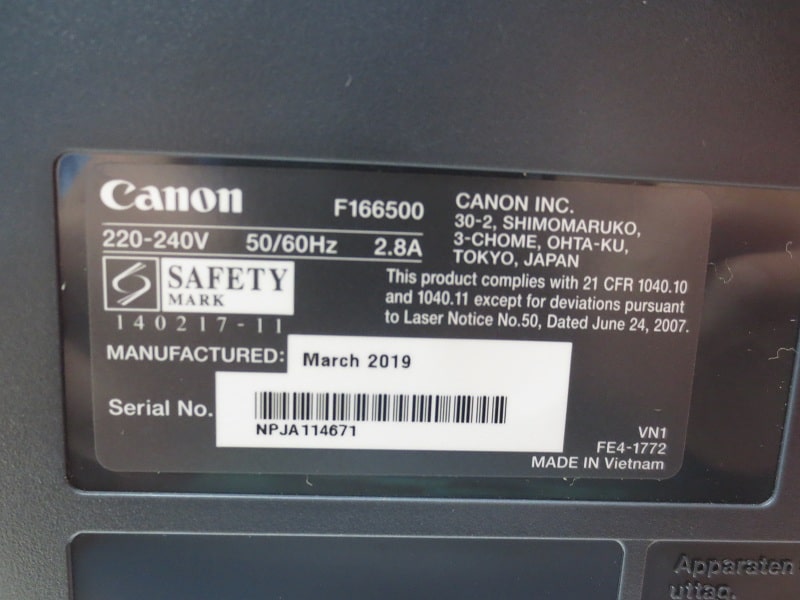 Canon F166500
220-240V 50/60Hz 2.8A
CANON INC.
30-2, SHIMOMARUKO,
3-CHOME, OHTA-KU,
TOKYO, JAPAN
SAFETY
MARK
140217-11
This product complies with 21 CFR 1040.10
and 1040.11 except for deviations pursuant
to Laser Notice No.50, Dated June 24, 2007.
MANUFACTURED: March 2019
Serial No.
NPJA114671
VN1
FE4-1772
MADE IN Vietnam
Apparaten
uttag.